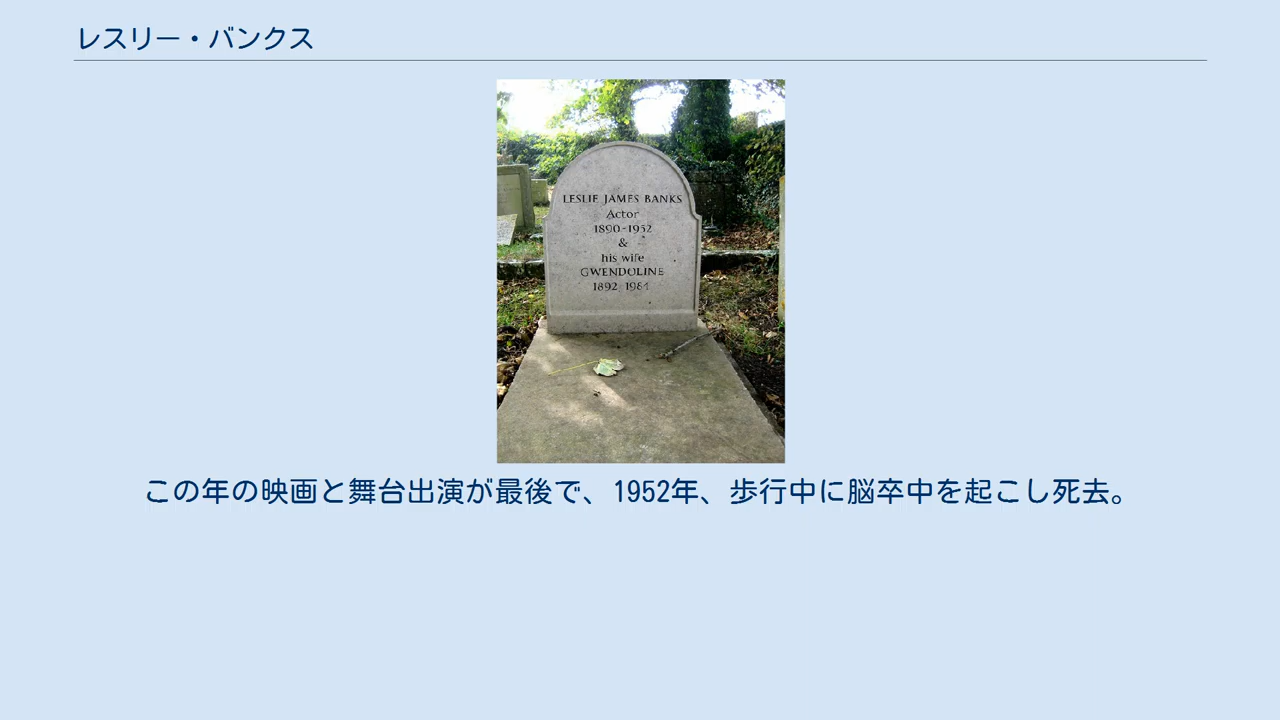 レスリー・バンクス
LESLIE JAMES BANKS
Actor
1890-1952
&
his wife
GWENDOLINE
1892 1984
この年の映画と舞台出演が最後で、1952年、歩行中に脳卒中を起こし死去。